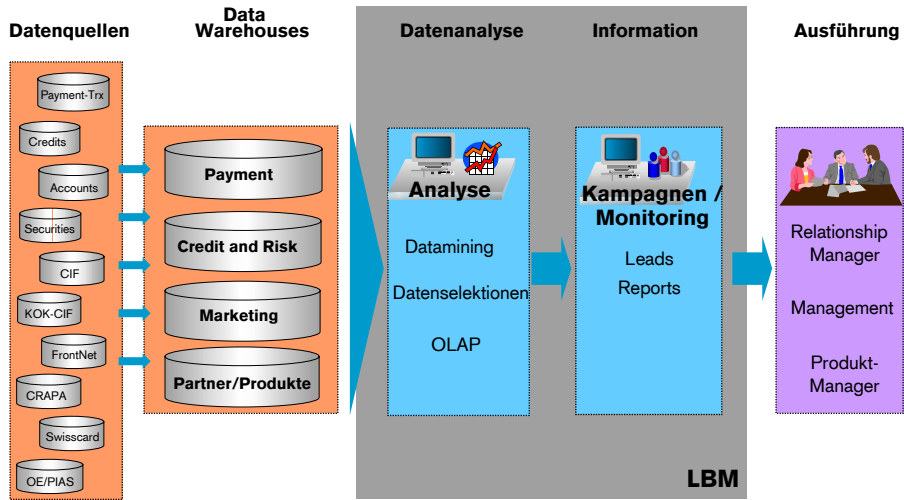 Datenquellen
Data
Warehouses
Datenanalyse
Information
Ausführung
Payment-Trx
Credits
Accounts
Securities
CIF
KOK-CIF
FrontNet
CRAPA
Swisscard
OE/PIAS
Payment
Credit and Risk
Marketing
Partner/Produkte
Analyse
Datamining
Datenselektionen
OLAP
Kampagnen /
Monitoring
Leads
Reports
Relationship
Manager
Management
Produkt-
Manager
LBM